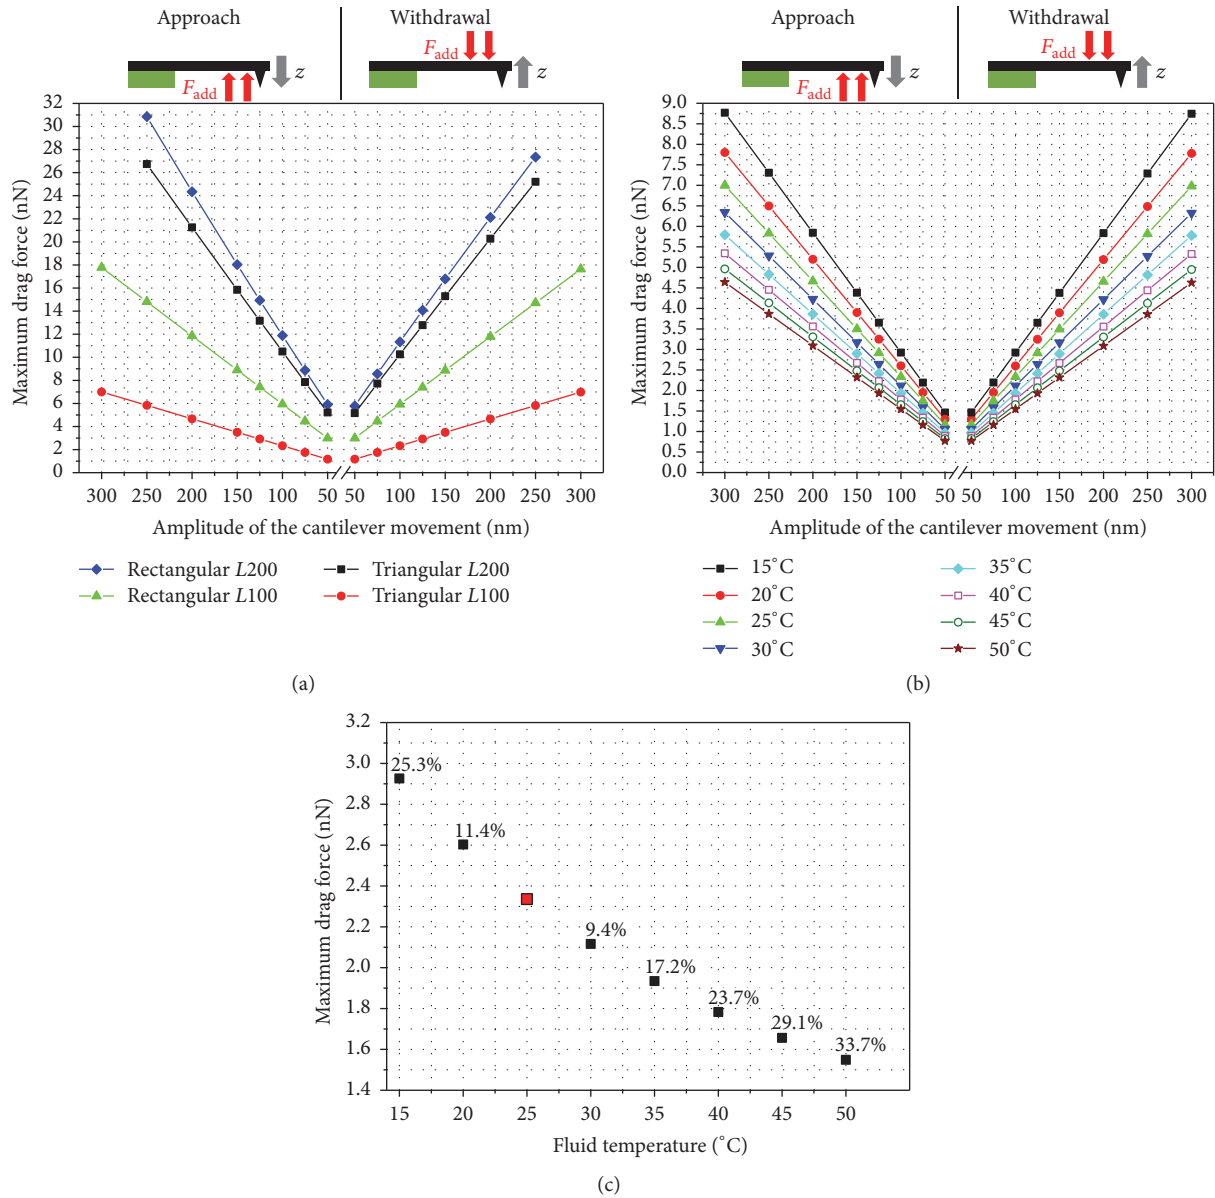 Approach
Withdrawal
F_add
z
F_add
z
Maximum drag force (nN)
32
30
28
26
24
22
20
18
16
14
12
10
8
6
4
2
0
300 250 200 150 100 50 50 100 150 200 250 300
Amplitude of the cantilever movement (nm)
Rectangular L200
Triangular L200
Rectangular L100
Triangular L100
(a)
Approach
Withdrawal
F_add
z
F_add
z
Maximum drag force (nN)
9.0
8.5
8.0
7.5
7.0
6.5
6.0
5.5
5.0
4.5
4.0
3.5
3.0
2.5
2.0
1.5
1.0
0.5
0.0
300 250 200 150 100 50 50 100 150 200 250 300
Amplitude of the cantilever movement (nm)
15°C
35°C
20°C
40°C
25°C
45°C
30°C
50°C
(b)
Maximum drag force (nN)
3.2
3.0
2.8
2.6
2.4
2.2
2.0
1.8
1.6
1.4
25.3%
11.4%
9.4%
17.2%
23.7%
29.1%
33.7%
15 20 25 30 35 40 45 50
Fluid temperature (°C)
(c)